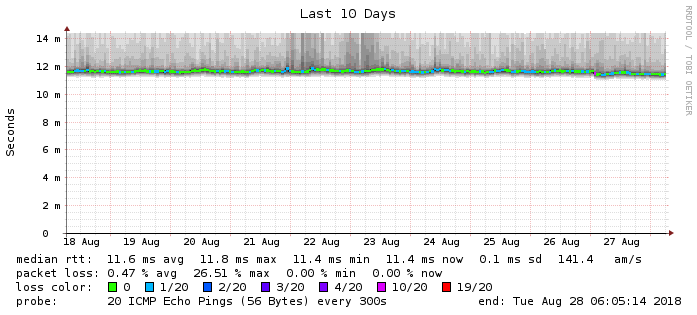 Last 10 Days
RRDTOOL / TOBI OETIKER
Seconds
14 m
12 m
10 m
8 m
6 m
4 m
2 m
0
18 Aug 19 Aug 20 Aug 21 Aug 22 Aug 23 Aug 24 Aug 25 Aug 26 Aug 27 Aug
median rtt: 11.6 ms avg 11.8 ms max 11.4 ms min 11.4 ms now 0.1 ms sd 141.4 am/s
packet loss: 0.47 % avg 26.51 % max 0.00 % min 0.00 % now
loss color: 0 1/20 2/20 3/20 4/20 10/20 19/20
probe: 20 ICMP Echo Pings (56 Bytes) every 300s end: Tue Aug 28 06:05:14 2018